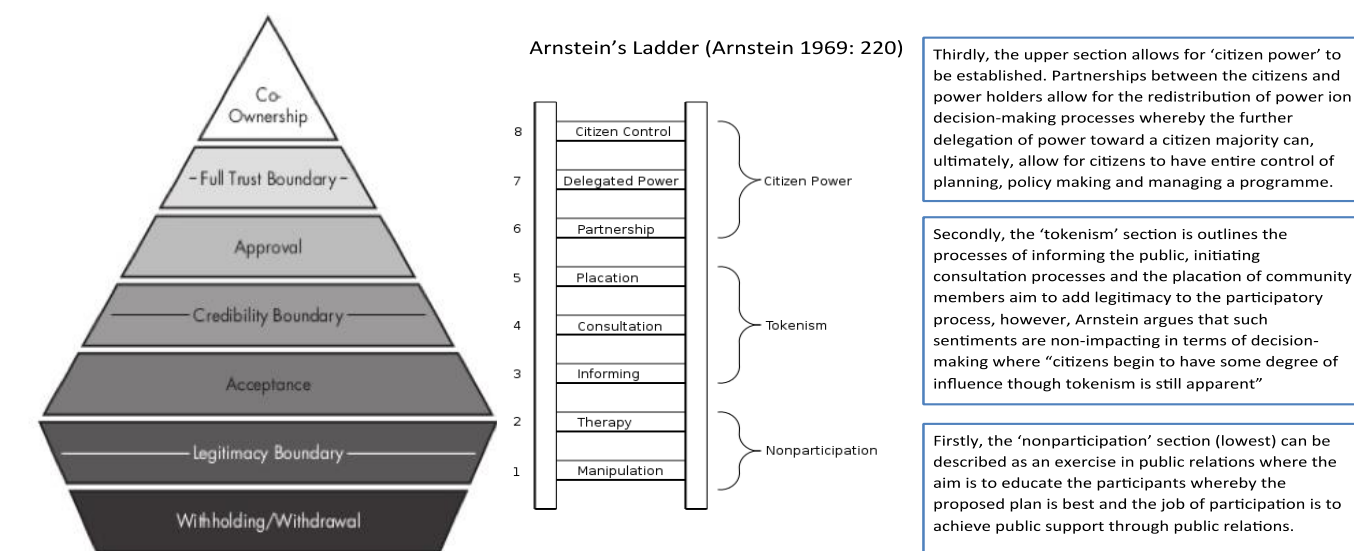 Co-
Ownership
Full Trust Boundary
Approval
Credibility Boundary
Acceptance
Legitimacy Boundary
Withholding/Withdrawal
Arnstein’s Ladder (Arnstein 1969: 220)
8 Citizen Control
7 Delegated Power
Citizen Power
6 Partnership
5 Placation
4 Consultation
Tokenism
3 Informing
2 Therapy
Nonparticipation
1 Manipulation
Thirdly, the upper section allows for ‘citizen power’ to
be established. Partnerships between the citizens and
power holders allow for the redistribution of power ion
decision-making processes whereby the further
delegation of power toward a citizen majority can,
ultimately, allow for citizens to have entire control of
planning, policy making and managing a programme.
Secondly, the ‘tokenism’ section is outlines the
processes of informing the public, initiating
consultation processes and the placation of community
members aim to add legitimacy to the participatory
process, however, Arnstein argues that such
sentiments are non-impacting in terms of decision-
making where “citizens begin to have some degree of
influence though tokenism is still apparent”
Firstly, the ‘nonparticipation’ section (lowest) can be
described as an exercise in public relations where the
aim is to educate the participants whereby the
proposed plan is best and the job of participation is to
achieve public support through public relations.